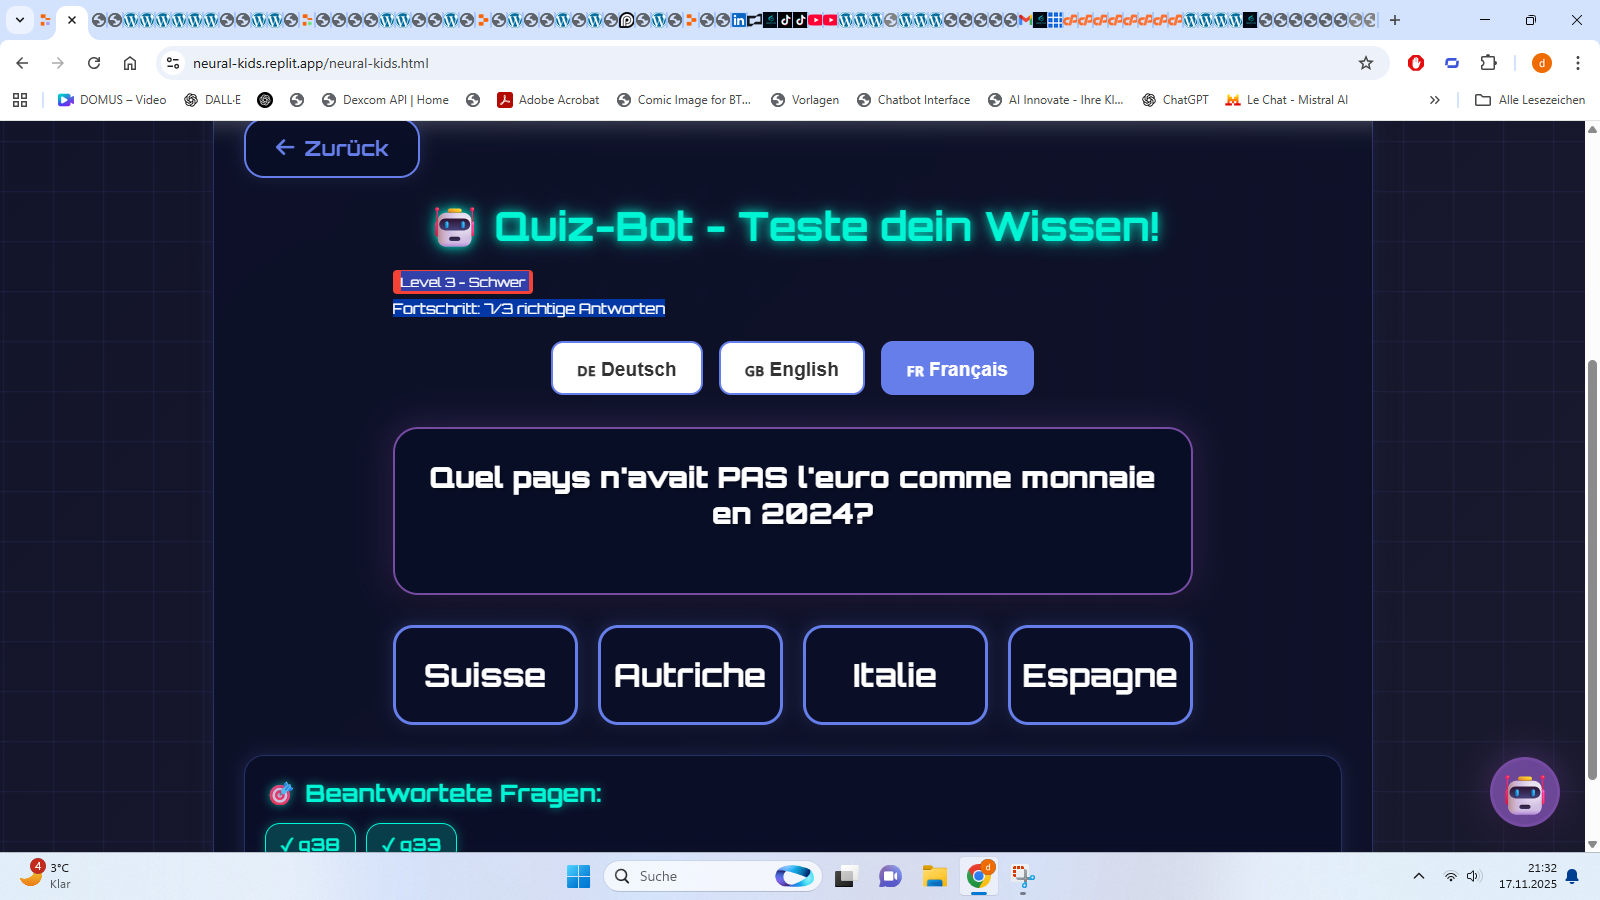 neural-kids.replit.app/neural-kids.html
d
DOMUS – Video
DALL·E
Dexcom API | Home
Adobe Acrobat
Comic Image for BT...
Vorlagen
Chatbot Interface
AI Innovate - Ihre KI...
ChatGPT
Le Chat - Mistral AI
Alle Lesezeichen
← Zurück
Quiz-Bot - Teste dein Wissen!
Level 3 - Schwer
Fortschritt: 7/3 richtige Antworten
DE Deutsch
GB English
FR Français
Quel pays n'avait PAS l'euro comme monnaie
en 2024?
Suisse
Autriche
Italie
Espagne
Beantwortete Fragen:
✓ q38
✓ q33
4
3°C
Klar
Suche
d
21:32
17.11.2025